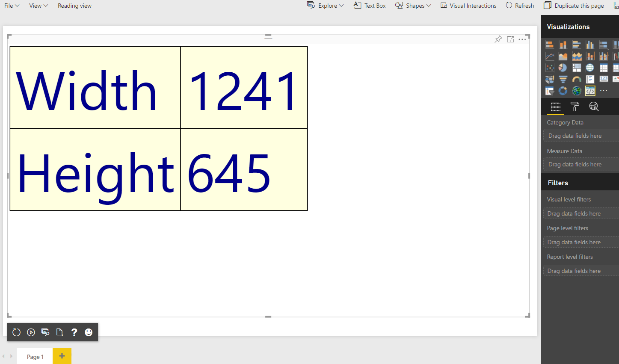 File View Reading view Explore Text Box Shapes Visual Interactions Refresh Duplicate this page
Visualizations
Width 1241
Height 645
Category Data
Drag data fields here
Measure Data
Drag data fields here
Filters
Visual level filters
Drag data fields here
Page level filters
Drag data fields here
Report level filters
Drag data fields here
Page 1